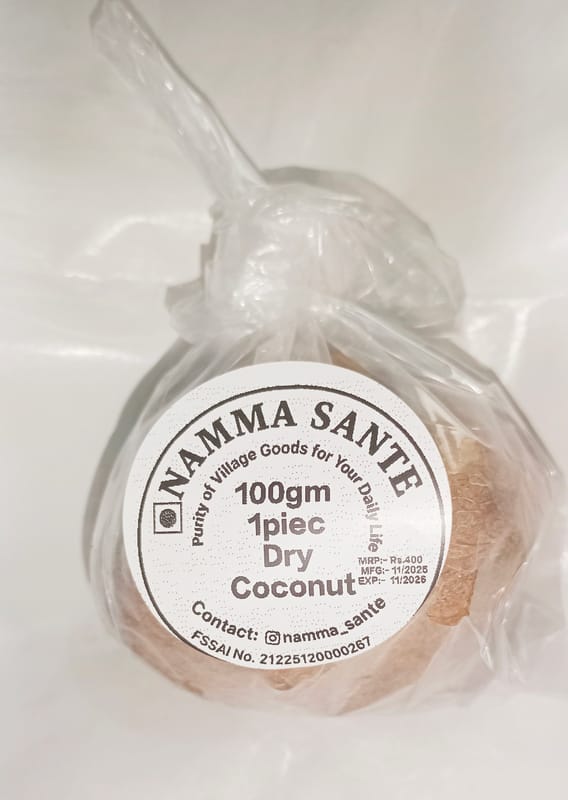 NAMMA SANTE
Purity of Village Goods for Your Daily Life
100gm
1piec
Dry
Coconut
MRP:- Rs.400
MFG:- 11/2025
EXP:- 11/2026
Contact: namma_sante
FSSAI No. 21225120000267